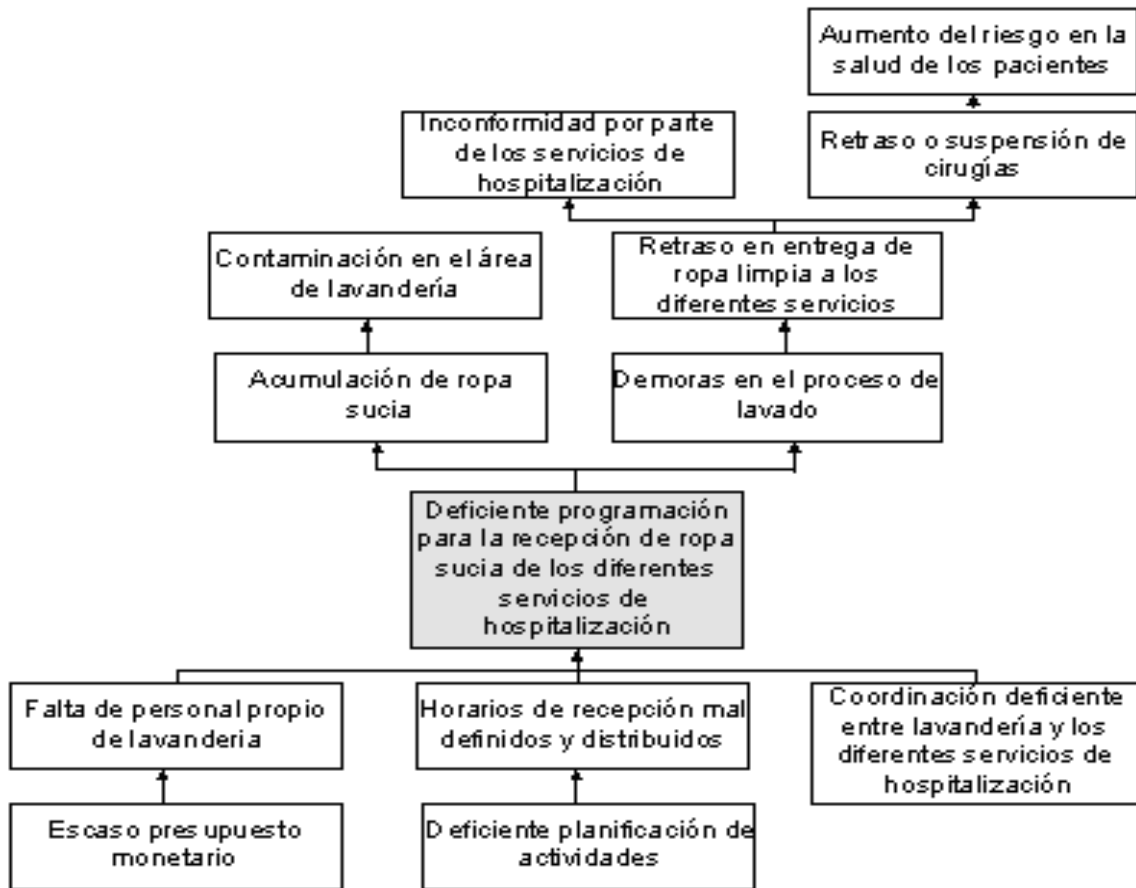 Aumento del riesgo en la
salud de los pacientes
Inconformidad por parte
de los servicios de
hospitalización
Retraso o suspensión de
cirugías
Contaminación en el área
de lavandería
Retraso en entrega de
ropa limpia a los
diferentes servicios
Acumulación de ropa
sucia
Demoras en el proceso de
lavado
Deficiente programación
para la recepción de ropa
sucia de los diferentes
servicios de
hospitalización
Falta de personal propio
de lavanderia
Horarios de recepción mal
definidos y distribuidos
Coordinación deficiente
entre lavandería y los
diferentes servicios de
hospitalización
Escaso presupuesto
monetario
Deficiente planificación de
actividades